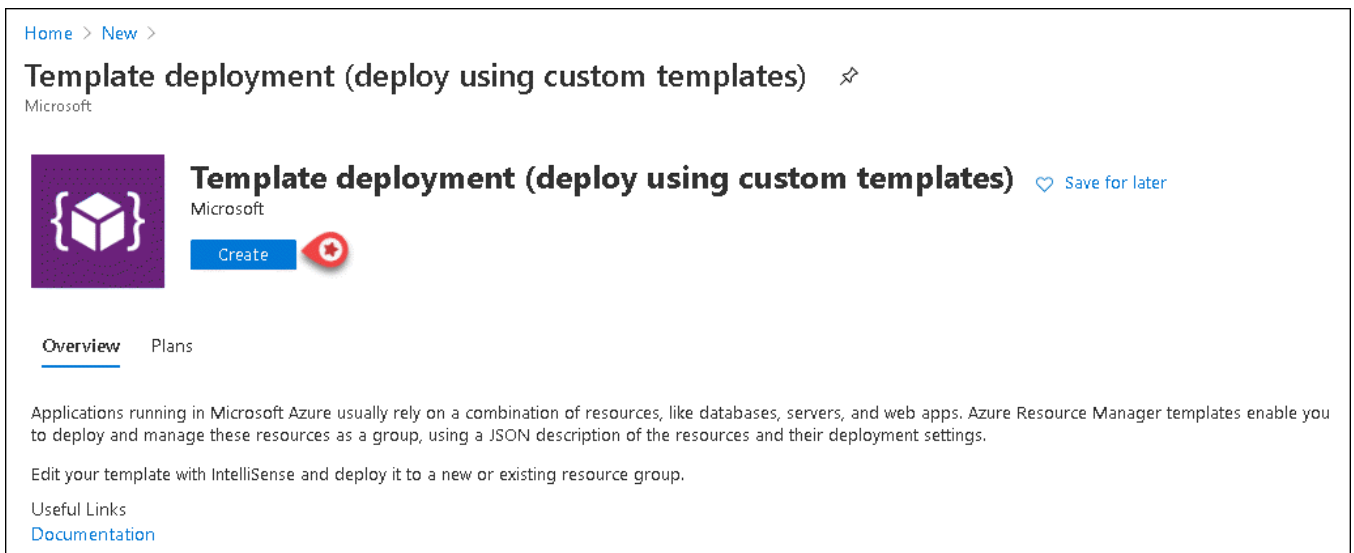 Home > New >
Template deployment (deploy using custom templates)
Microsoft
Template deployment (deploy using custom templates) Save for later
Microsoft
Create
Overview Plans
Applications running in Microsoft Azure usually rely on a combination of resources, like databases, servers, and web apps. Azure Resource Manager templates enable you
to deploy and manage these resources as a group, using a JSON description of the resources and their deployment settings.
Edit your template with IntelliSense and deploy it to a new or existing resource group.
Useful Links
Documentation